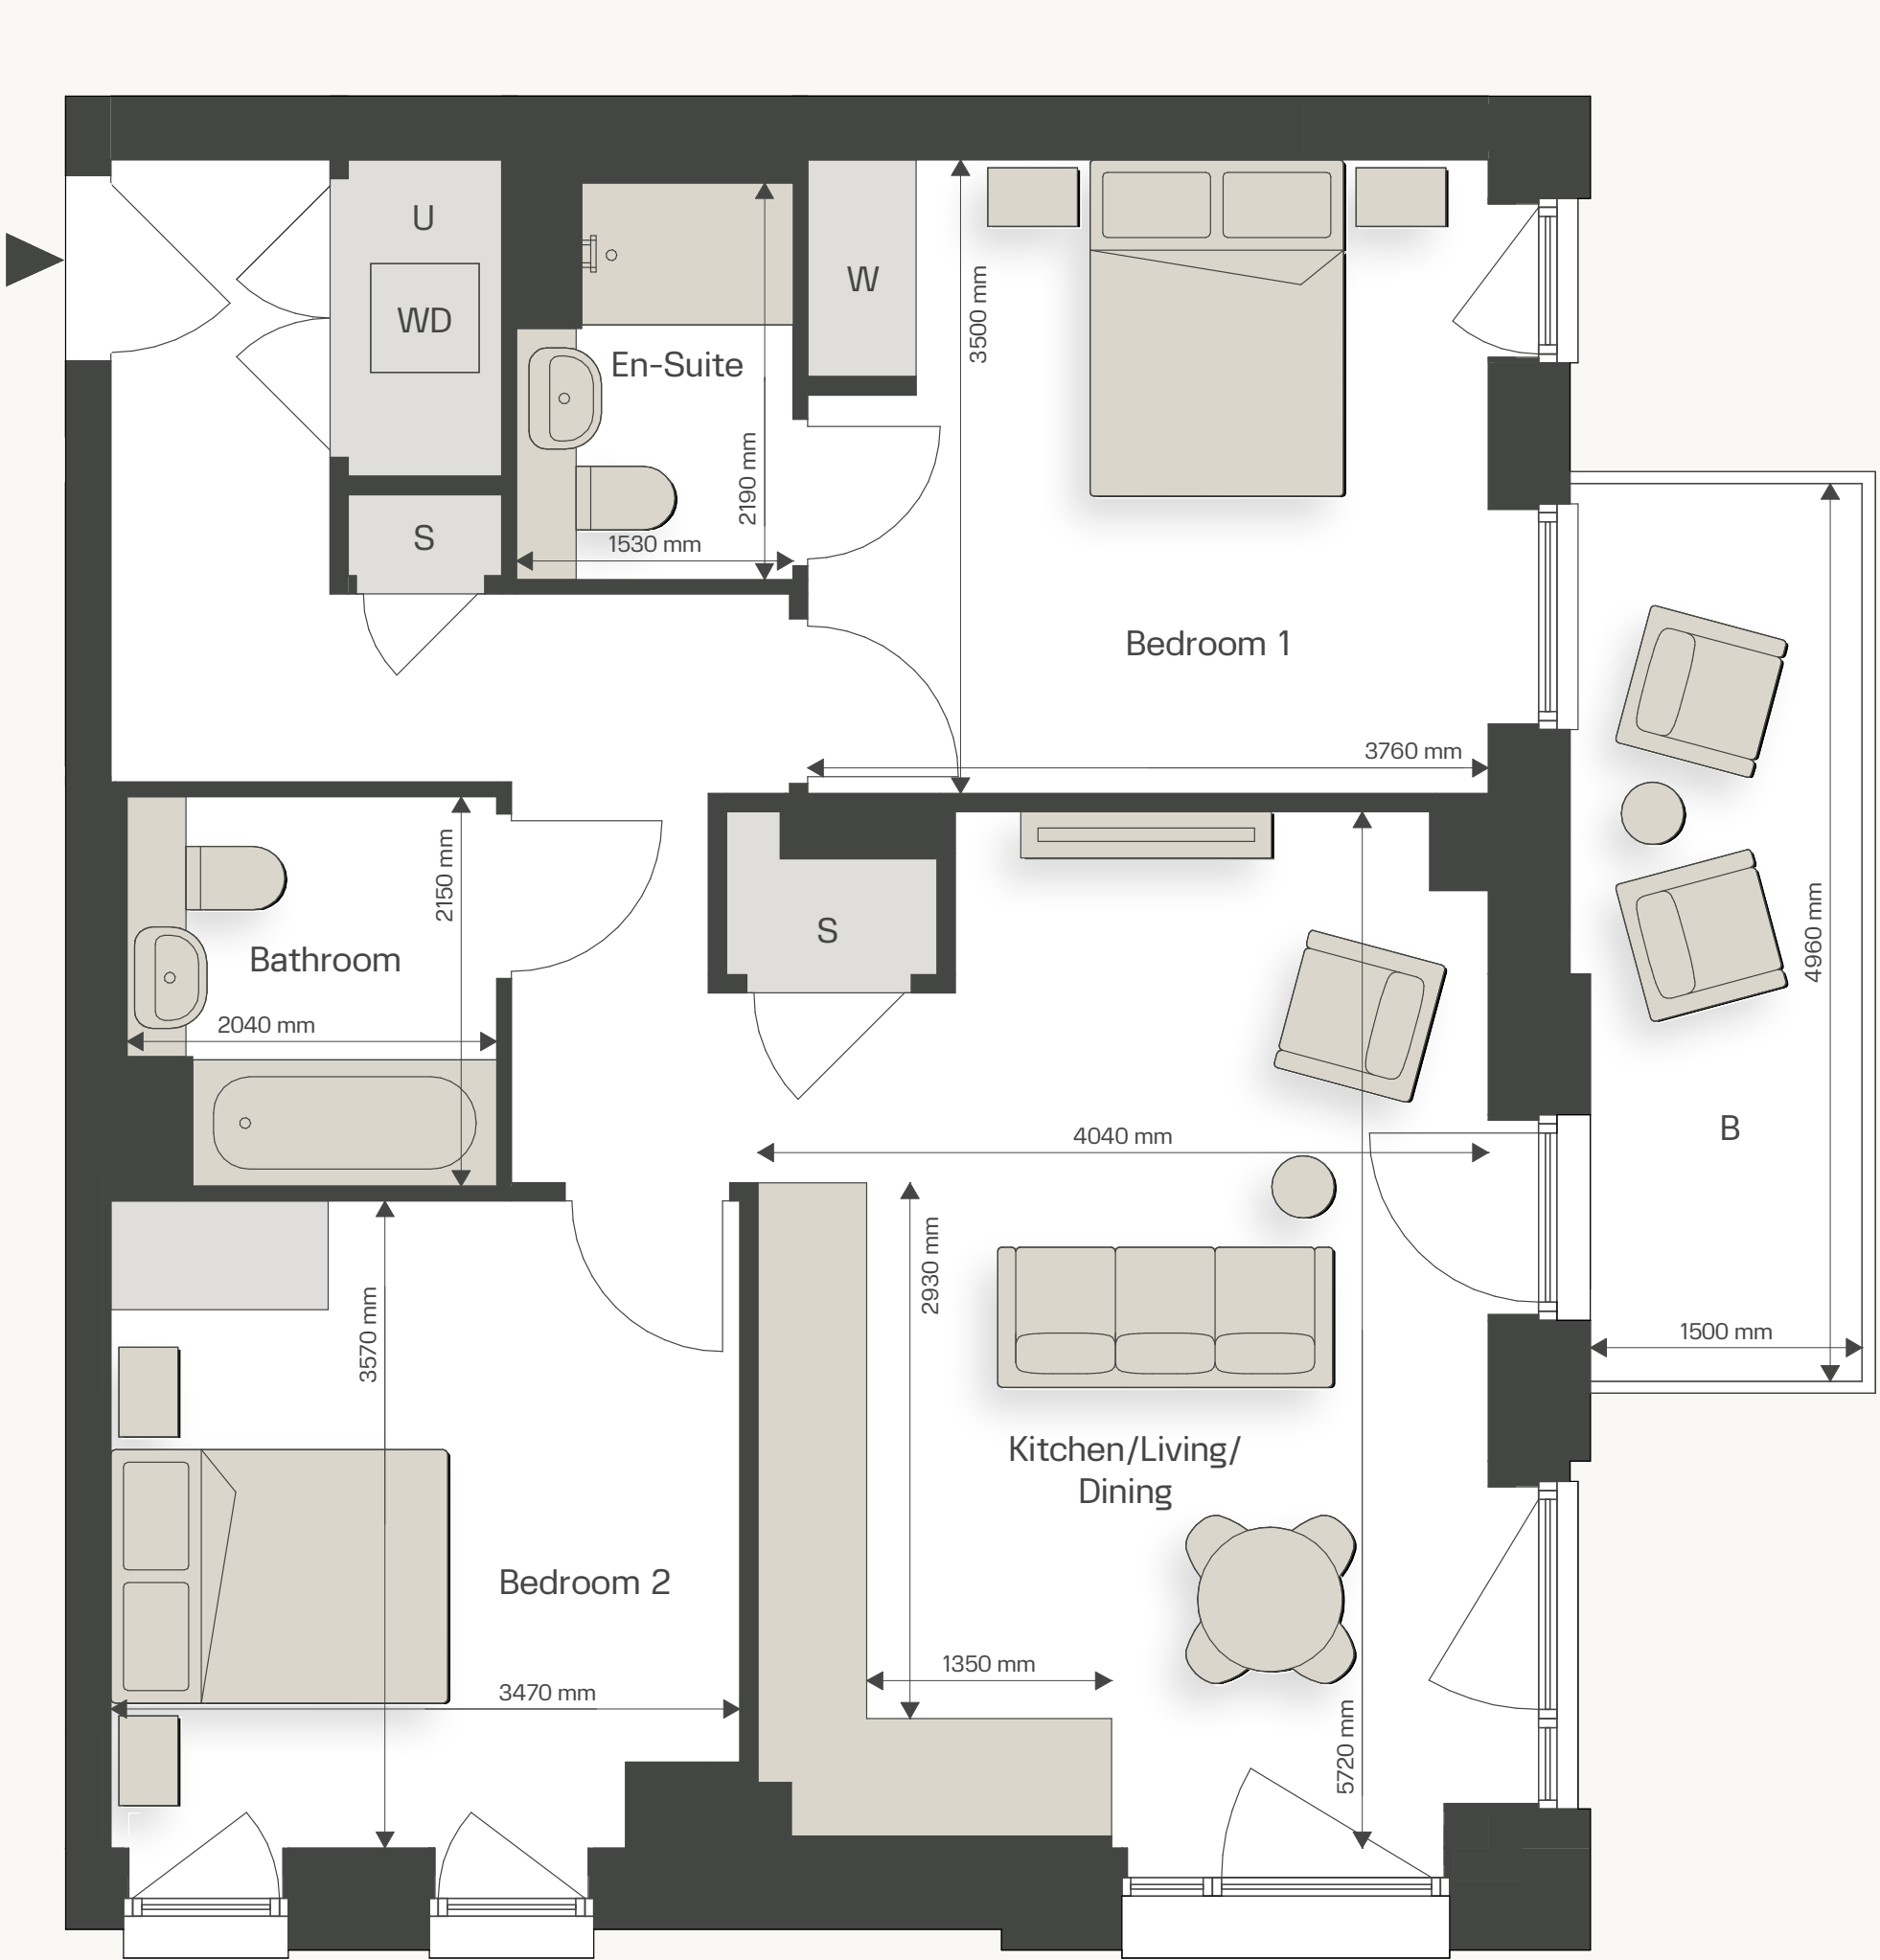 U
WD
W
3500 mm
En-Suite
2190 mm
S
1530 mm
Bedroom 1
3760 mm
2150 mm
S
4960 mm
Bathroom
2040 mm
4040 mm
B
2930 mm
3570 mm
1500 mm
Kitchen/Living/
Dining
Bedroom 2
1350 mm
3470 mm
5720 mm